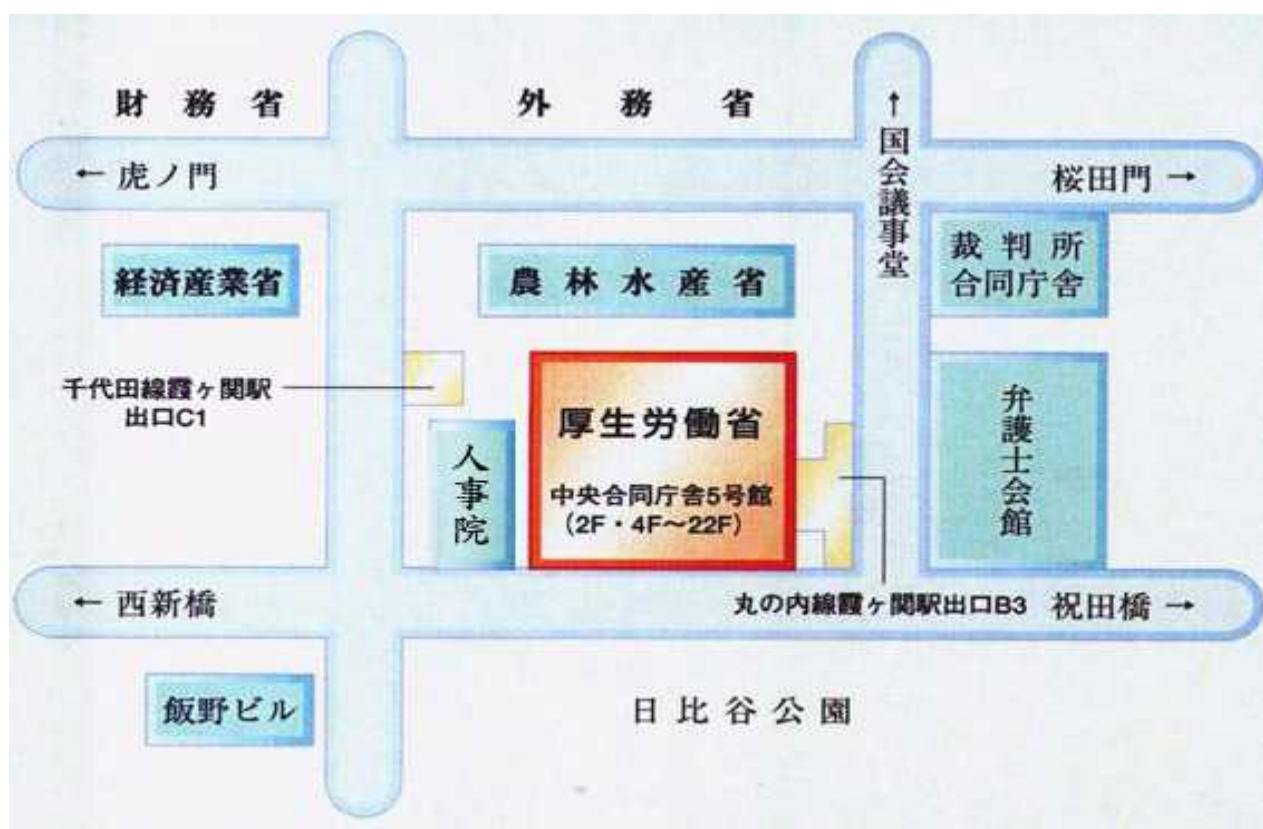 財務省
外務省
↑国会議事堂
← 虎ノ門
桜田門 →
経済産業省
農林水産省
裁判所
合同庁舎
千代田線霞ヶ関駅
出口C1
人事院
厚生労働省
中央合同庁舎5号館
(2F・4F〜22F)
弁護士会館
← 西新橋
丸の内線霞ヶ関駅出口B3
祝田橋 →
飯野ビル
日比谷公園